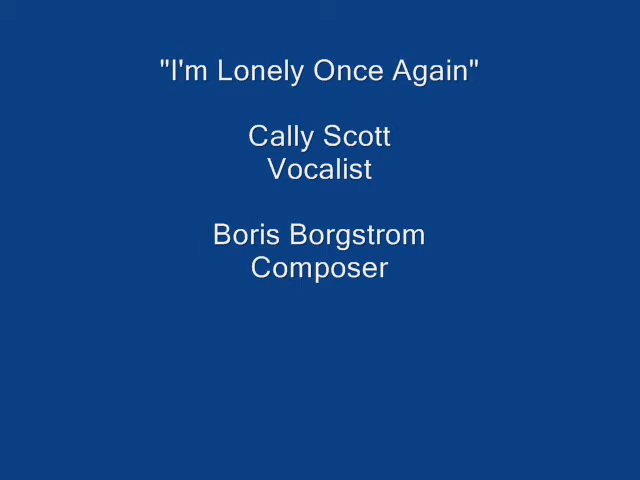 "I'm Lonely Once Again"
Cally Scott
Vocalist
Boris Borgstrom
Composer